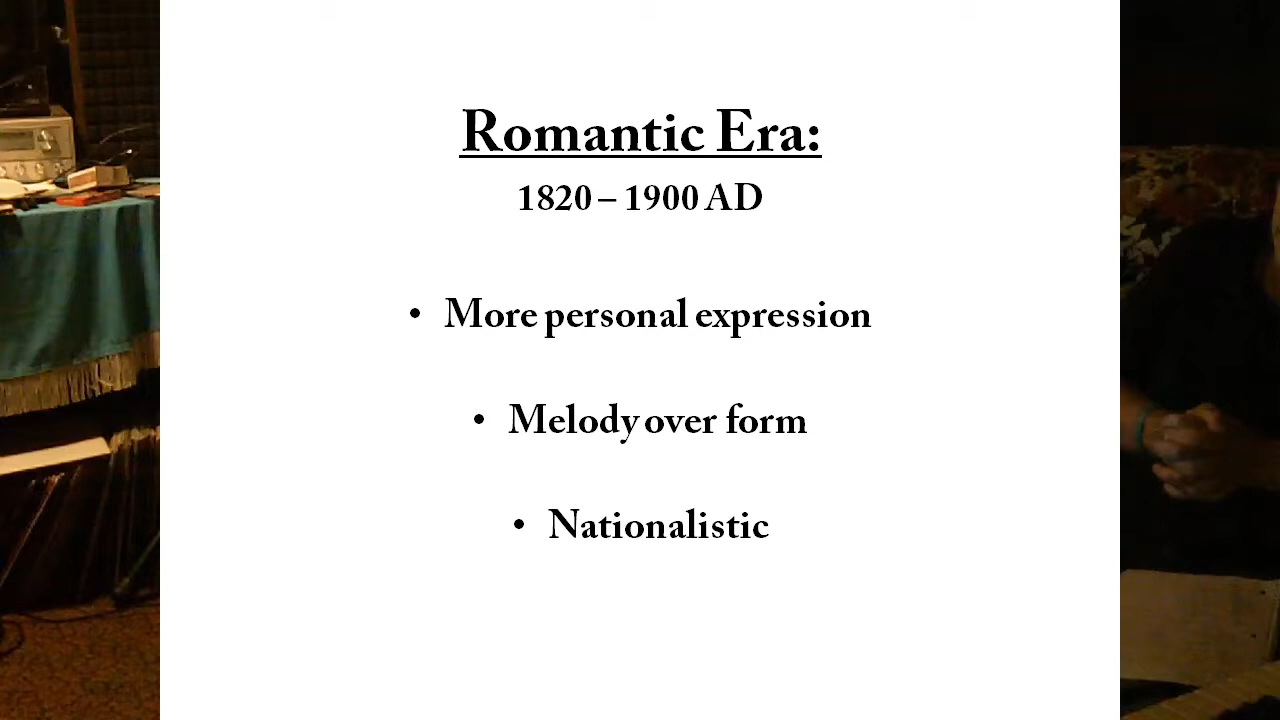 Romantic Era:
1820 – 1900 AD
• More personal expression
• Melody over form
• Nationalistic